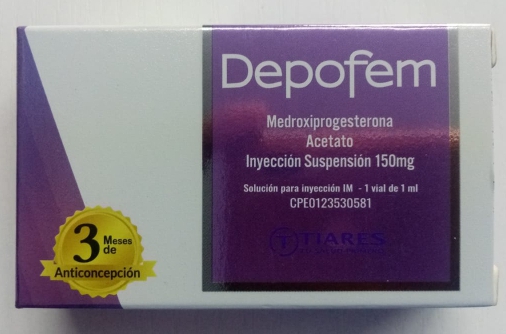 Depofem
Medroxiprogesterona
Acetato
Inyección Suspensión 150mg
Solución para inyección IM - 1 vial de 1 ml
CPE0123530581
TIARES
3 Meses
de
Anticoncepción